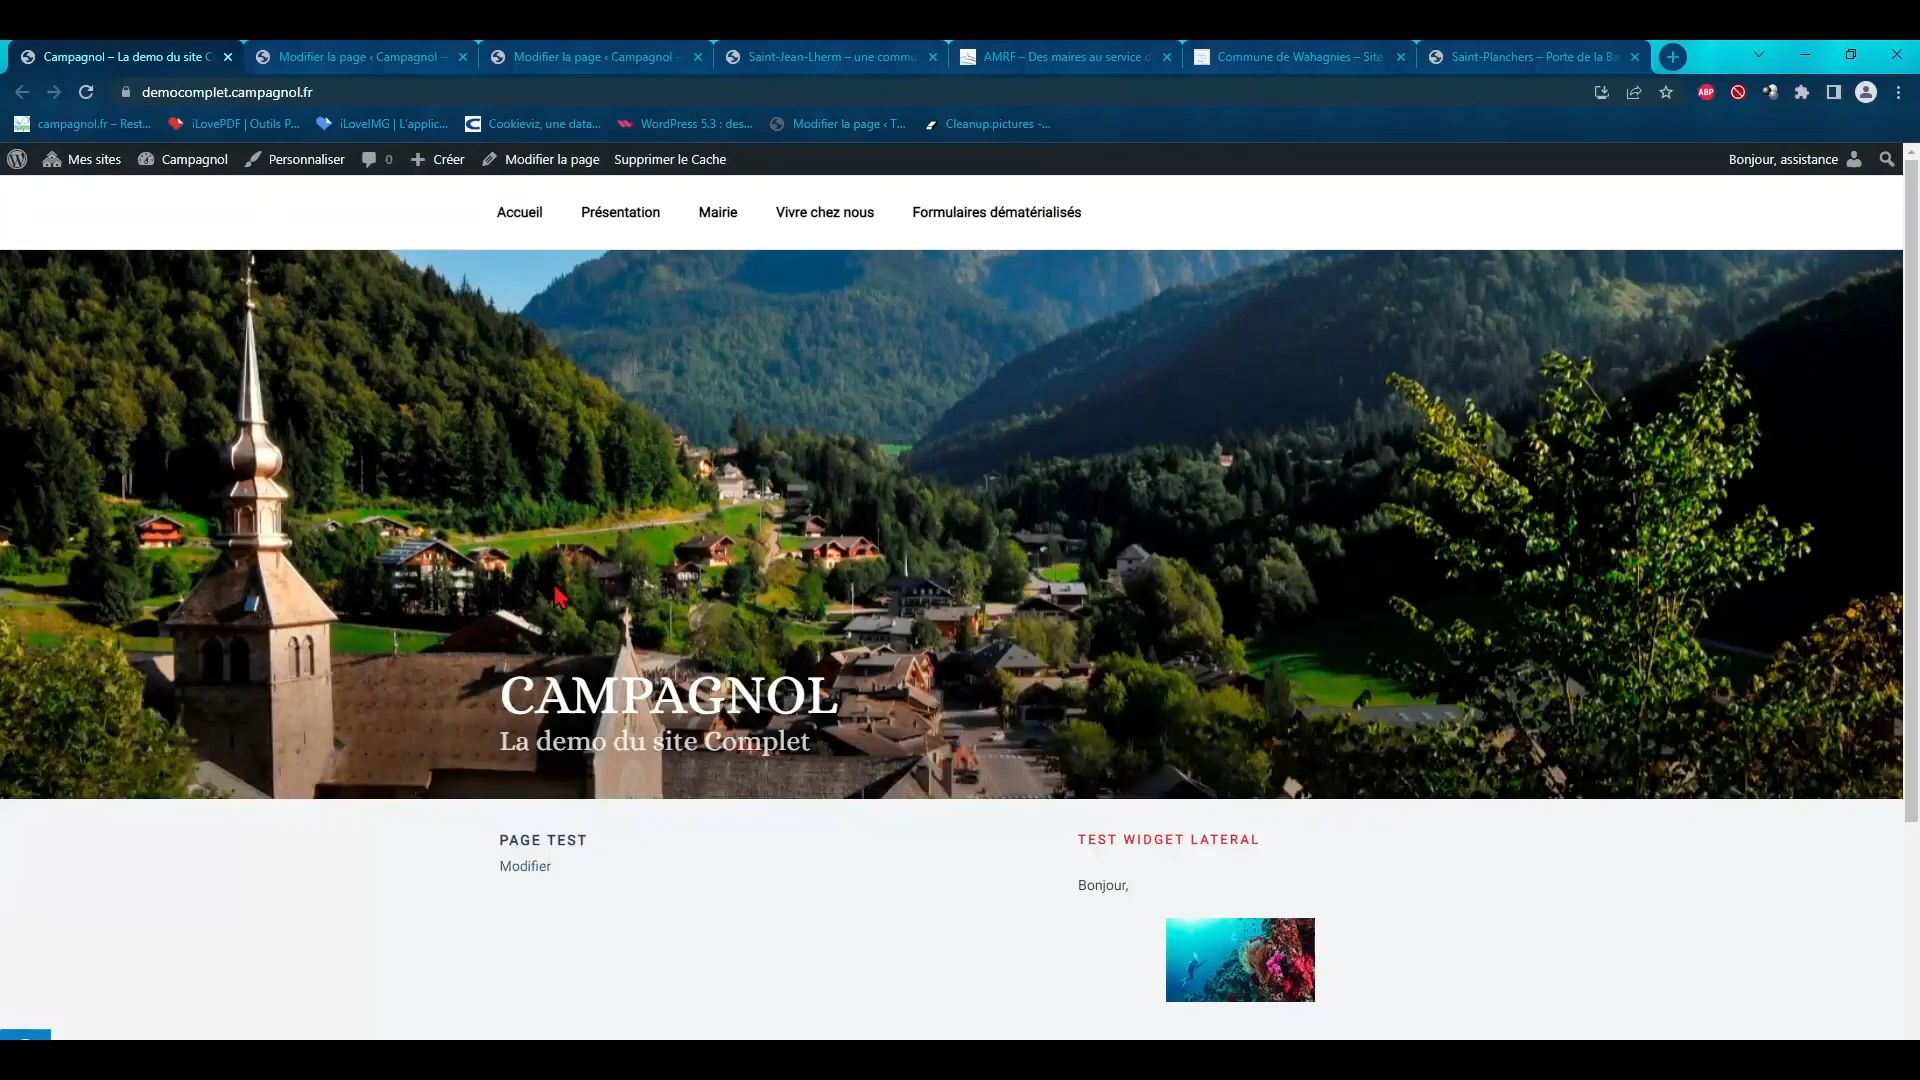 Campagnol – La demo du site C
Modifier la page ‹ Campagnol –
Modifier la page ‹ Campagnol –
Saint-Jean-Lherm – une commu
AMRF – Des maires au service d
Commune de Wahagnies – Site
Saint-Planchers – Porte de la Ba
democomplet.campagnol.fr
ABP
campagnol.fr – Rest...
iLovePDF | Outils P...
iLoveIMG | L'applic...
Cookieviz, une data...
WordPress 5.3 : des...
Modifier la page ‹ T...
Cleanup.pictures -...
Mes sites
Campagnol
Personnaliser
0
Créer
Modifier la page
Supprimer le Cache
Bonjour, assistance
Accueil
Présentation
Mairie
Vivre chez nous
Formulaires dématérialisés
CAMPAGNOL
La demo du site Complet
PAGE TEST
Modifier
TEST WIDGET LATERAL
Bonjour,